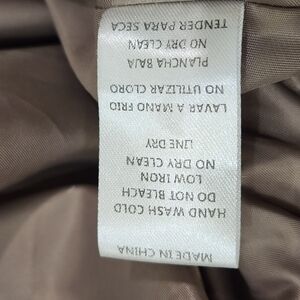 MADE IN CHINA
HAND WASH COLD
DO NOT BLEACH
LOW IRON
NO DRY CLEAN
LINE DRY
LAVAR A MANO FRIO
NO UTILIZAR CLORO
PLANCHA BAJA
NO DRY CLEAN
TENDER PARA SECA